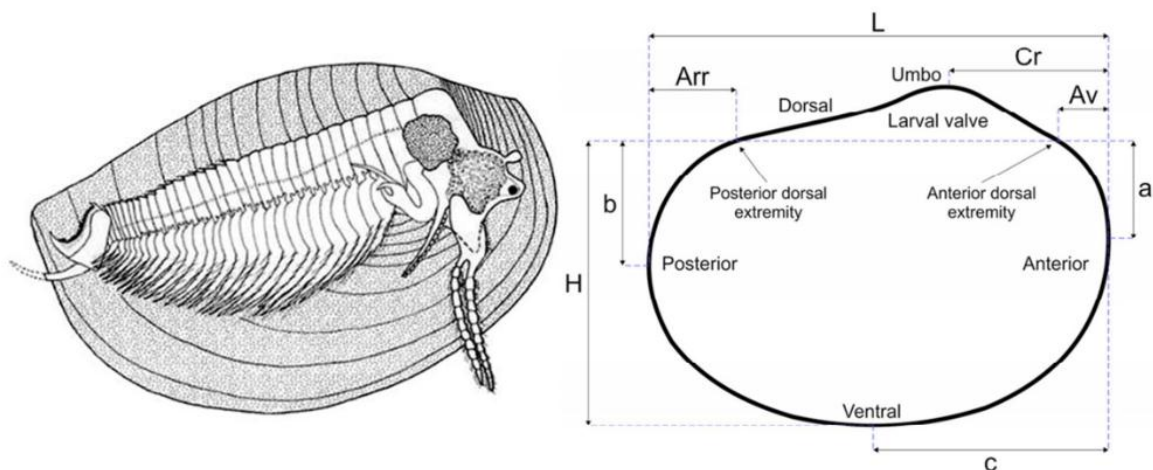 L
Cr
Umbo
Arr
Av
Dorsal
Larval valve
b
Posterior dorsal
extremity
Anterior dorsal
extremity
a
Posterior
Anterior
H
Ventral
c